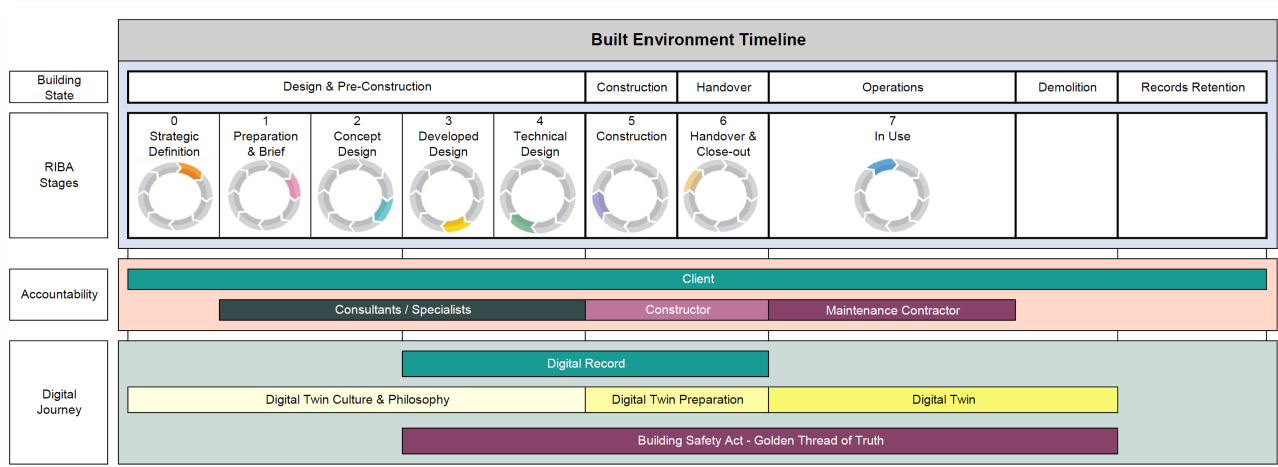 Built Environment Timeline
Building
State
Design & Pre-Construction
Construction
Handover
Operations
Demolition
Records Retention
RIBA
Stages
0
Strategic
Definition
1
Preparation
& Brief
2
Concept
Design
3
Developed
Design
4
Technical
Design
5
Construction
6
Handover &
Close-out
7
In Use
Accountability
Client
Consultants / Specialists
Constructor
Maintenance Contractor
Digital
Journey
Digital Record
Digital Twin Culture & Philosophy
Digital Twin Preparation
Digital Twin
Building Safety Act - Golden Thread of Truth